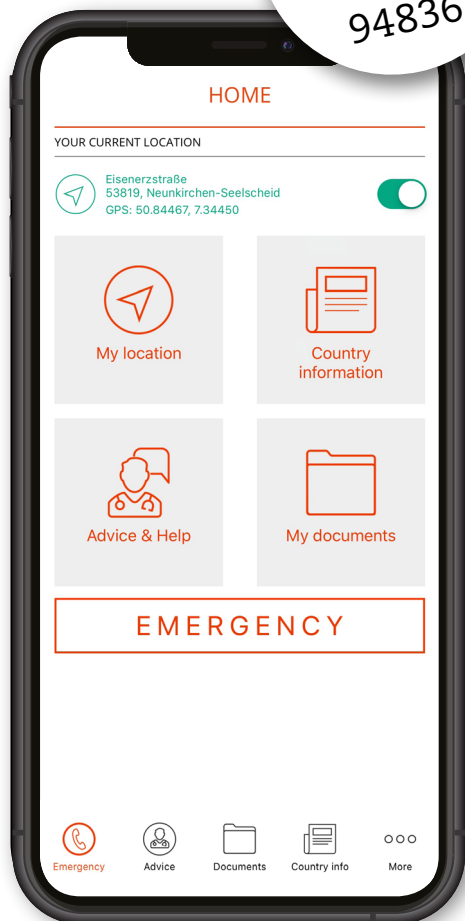 94836
HOME
YOUR CURRENT LOCATION
Eisenerzstraße
53819, Neunkirchen-Seelscheid
GPS: 50.84467, 7.34450
My location
Country
information
Advice & Help
My documents
EMERGENCY
Emergency
Advice
Documents
Country info
More